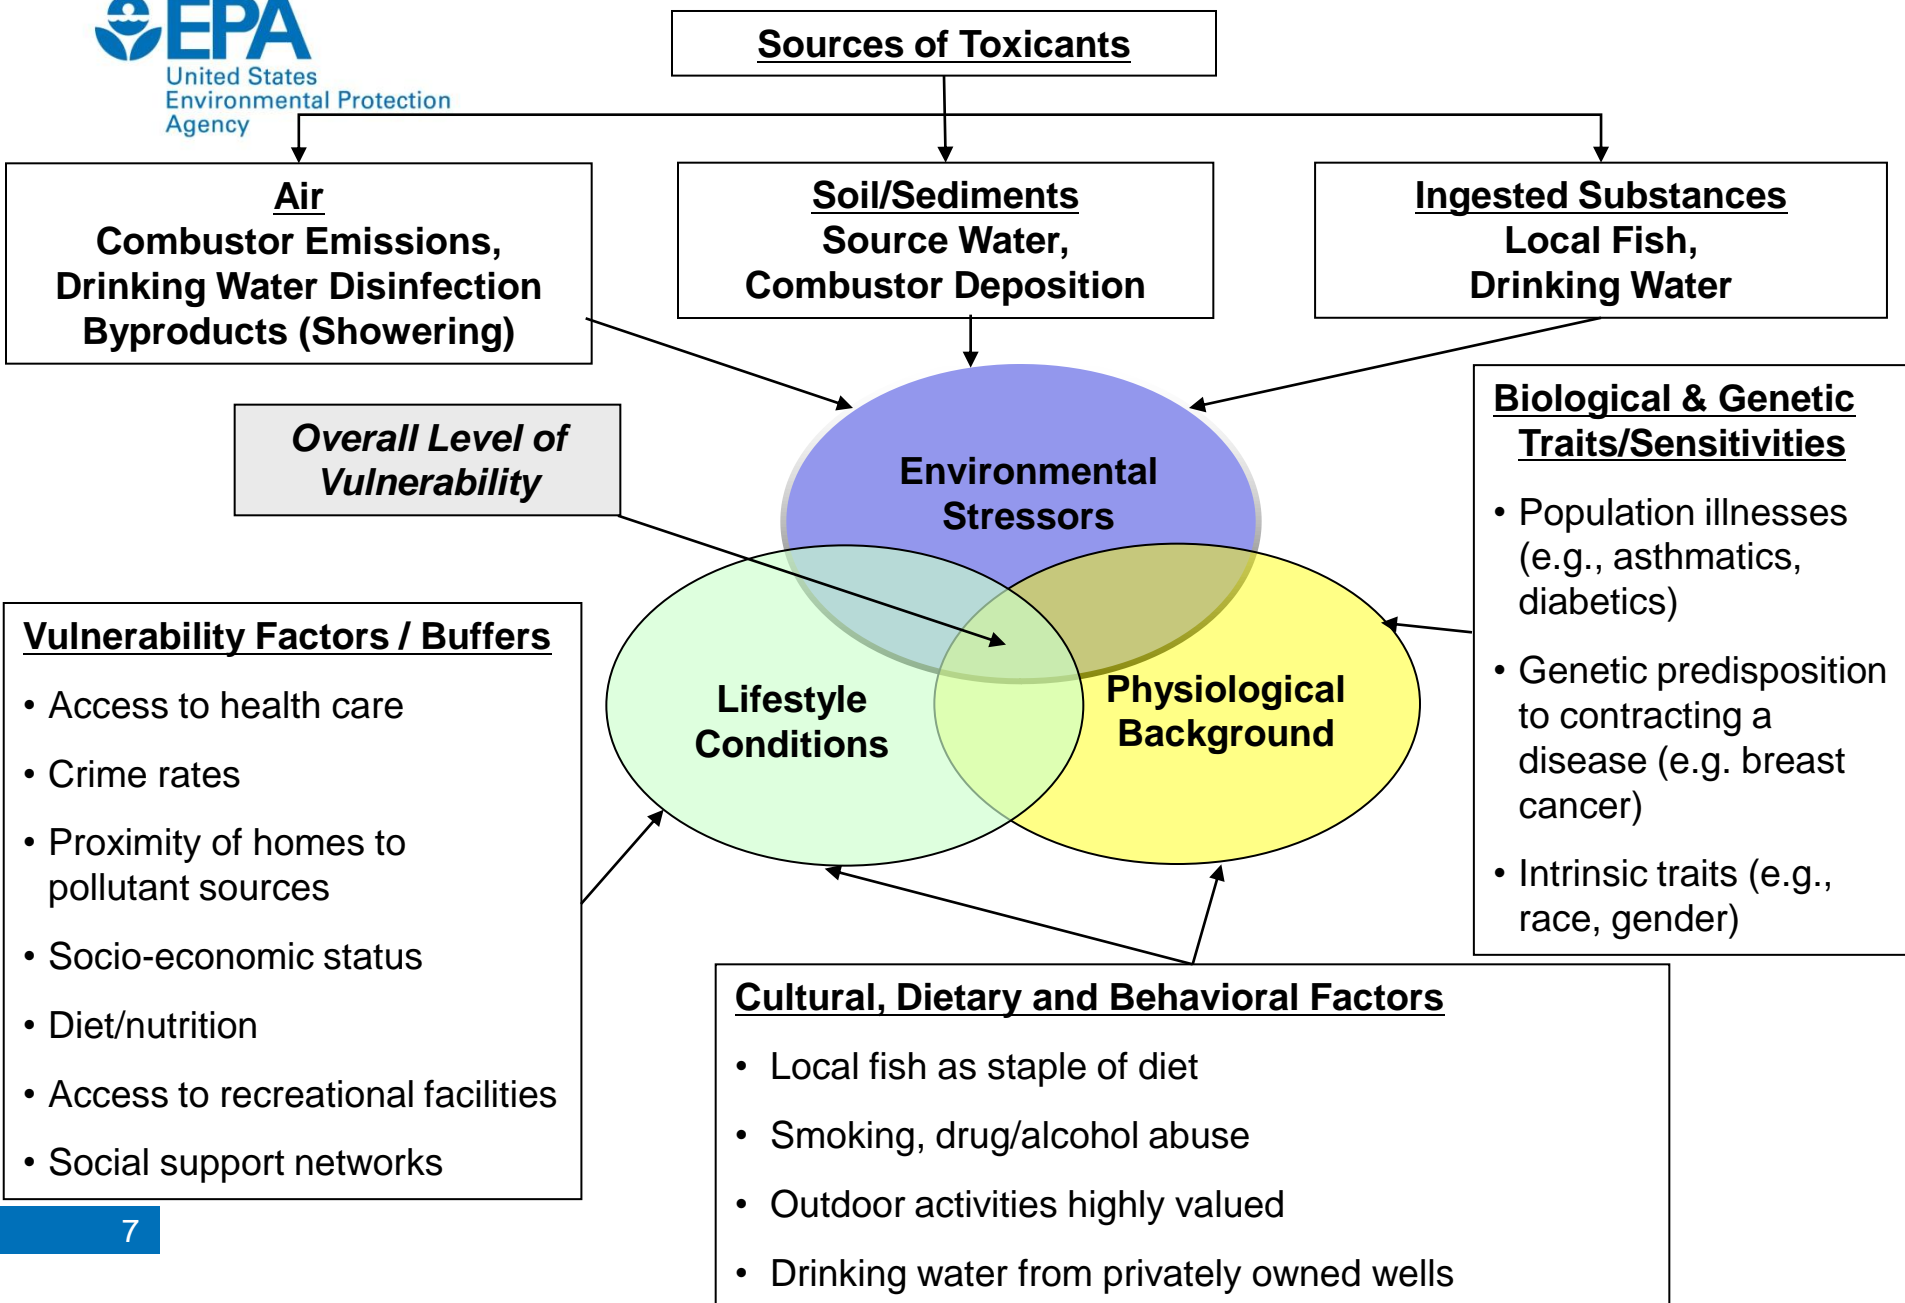 EPA
United States
Environmental Protection
Agency
Sources of Toxicants
Air
Combustor Emissions,
Drinking Water Disinfection
Byproducts (Showering)
Soil/Sediments
Source Water,
Combustor Deposition
Ingested Substances
Local Fish,
Drinking Water
Overall Level of
Vulnerability
Environmental
Stressors
Lifestyle
Conditions
Physiological
Background
Biological & Genetic
Traits/Sensitivities
• Population illnesses
(e.g., asthmatics,
diabetics)
• Genetic predisposition
to contracting a
disease (e.g. breast
cancer)
• Intrinsic traits (e.g.,
race, gender)
Vulnerability Factors / Buffers
• Access to health care
• Crime rates
• Proximity of homes to
pollutant sources
• Socio-economic status
• Diet/nutrition
• Access to recreational facilities
• Social support networks
Cultural, Dietary and Behavioral Factors
• Local fish as staple of diet
• Smoking, drug/alcohol abuse
• Outdoor activities highly valued
• Drinking water from privately owned wells
7